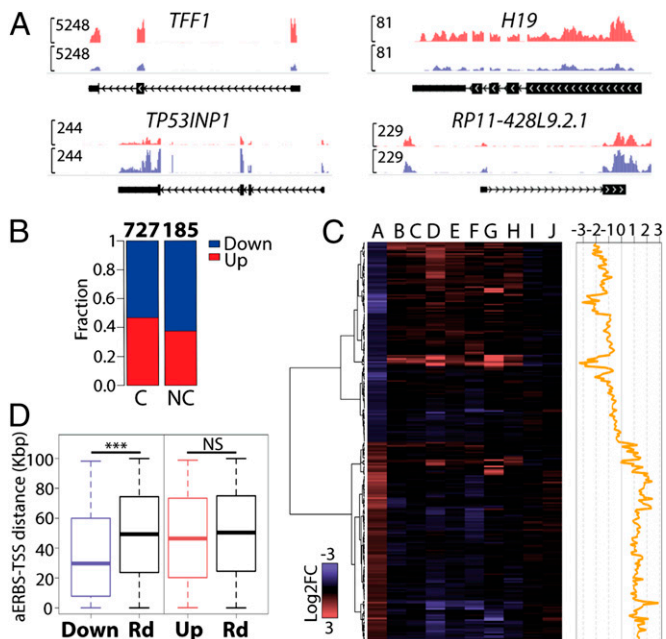 A
TFF1
5248
5248
H19
81
81
TP53INP1
244
244
RP11-428L9.2.1
229
229
B
727 185
Down
Up
Fraction
1
0.8
0.6
0.4
0.2
0.0
C NC
C
A B C D E F G H I J
-3 -2 -1 0 1 2 3
-3
Log2FC
3
D
aERBS-TSS distance (Kbp)
100
80
60
40
20
0
*** NS
Down Rd Up Rd